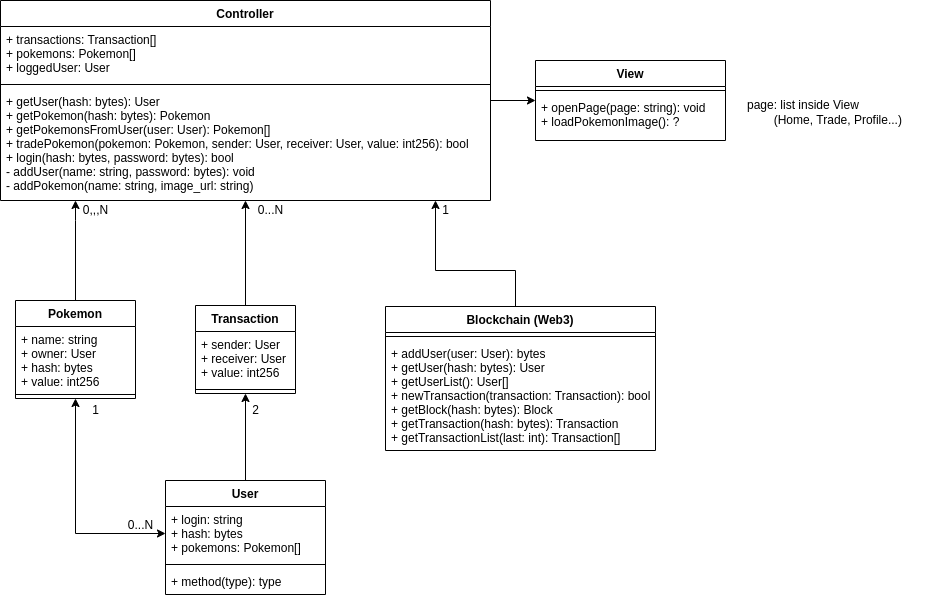 Controller
+ transactions: Transaction[]
+ pokemons: Pokemon[]
+ loggedUser: User
+ getUser(hash: bytes): User
+ getPokemon(hash: bytes): Pokemon
+ getPokemonsFromUser(user: User): Pokemon[]
+ tradePokemon(pokemon: Pokemon, sender: User, receiver: User, value: int256): bool
+ login(hash: bytes, password: bytes): bool
- addUser(name: string, password: bytes): void
- addPokemon(name: string, image_url: string)
View
+ openPage(page: string): void
+ loadPokemonImage(): ?
page: list inside View
(Home, Trade, Profile...)
0,,,N
0...N
1
Pokemon
+ name: string
+ owner: User
+ hash: bytes
+ value: int256
Transaction
+ sender: User
+ receiver: User
+ value: int256
Blockchain (Web3)
+ addUser(user: User): bytes
+ getUser(hash: bytes): User
+ getUserList(): User[]
+ newTransaction(transaction: Transaction): bool
+ getBlock(hash: bytes): Block
+ getTransaction(hash: bytes): Transaction
+ getTransactionList(last: int): Transaction[]
1
2
0...N
User
+ login: string
+ hash: bytes
+ pokemons: Pokemon[]
+ method(type): type